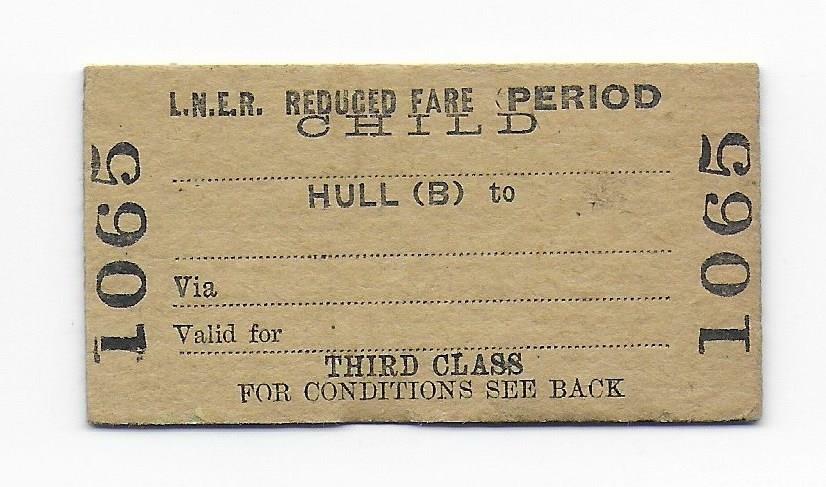 L.N.E.R. REDUCED FARE (PERIOD
CHILD
HULL (B) to
Via
Valid for
THIRD CLASS
FOR CONDITIONS SEE BACK
1065
1065